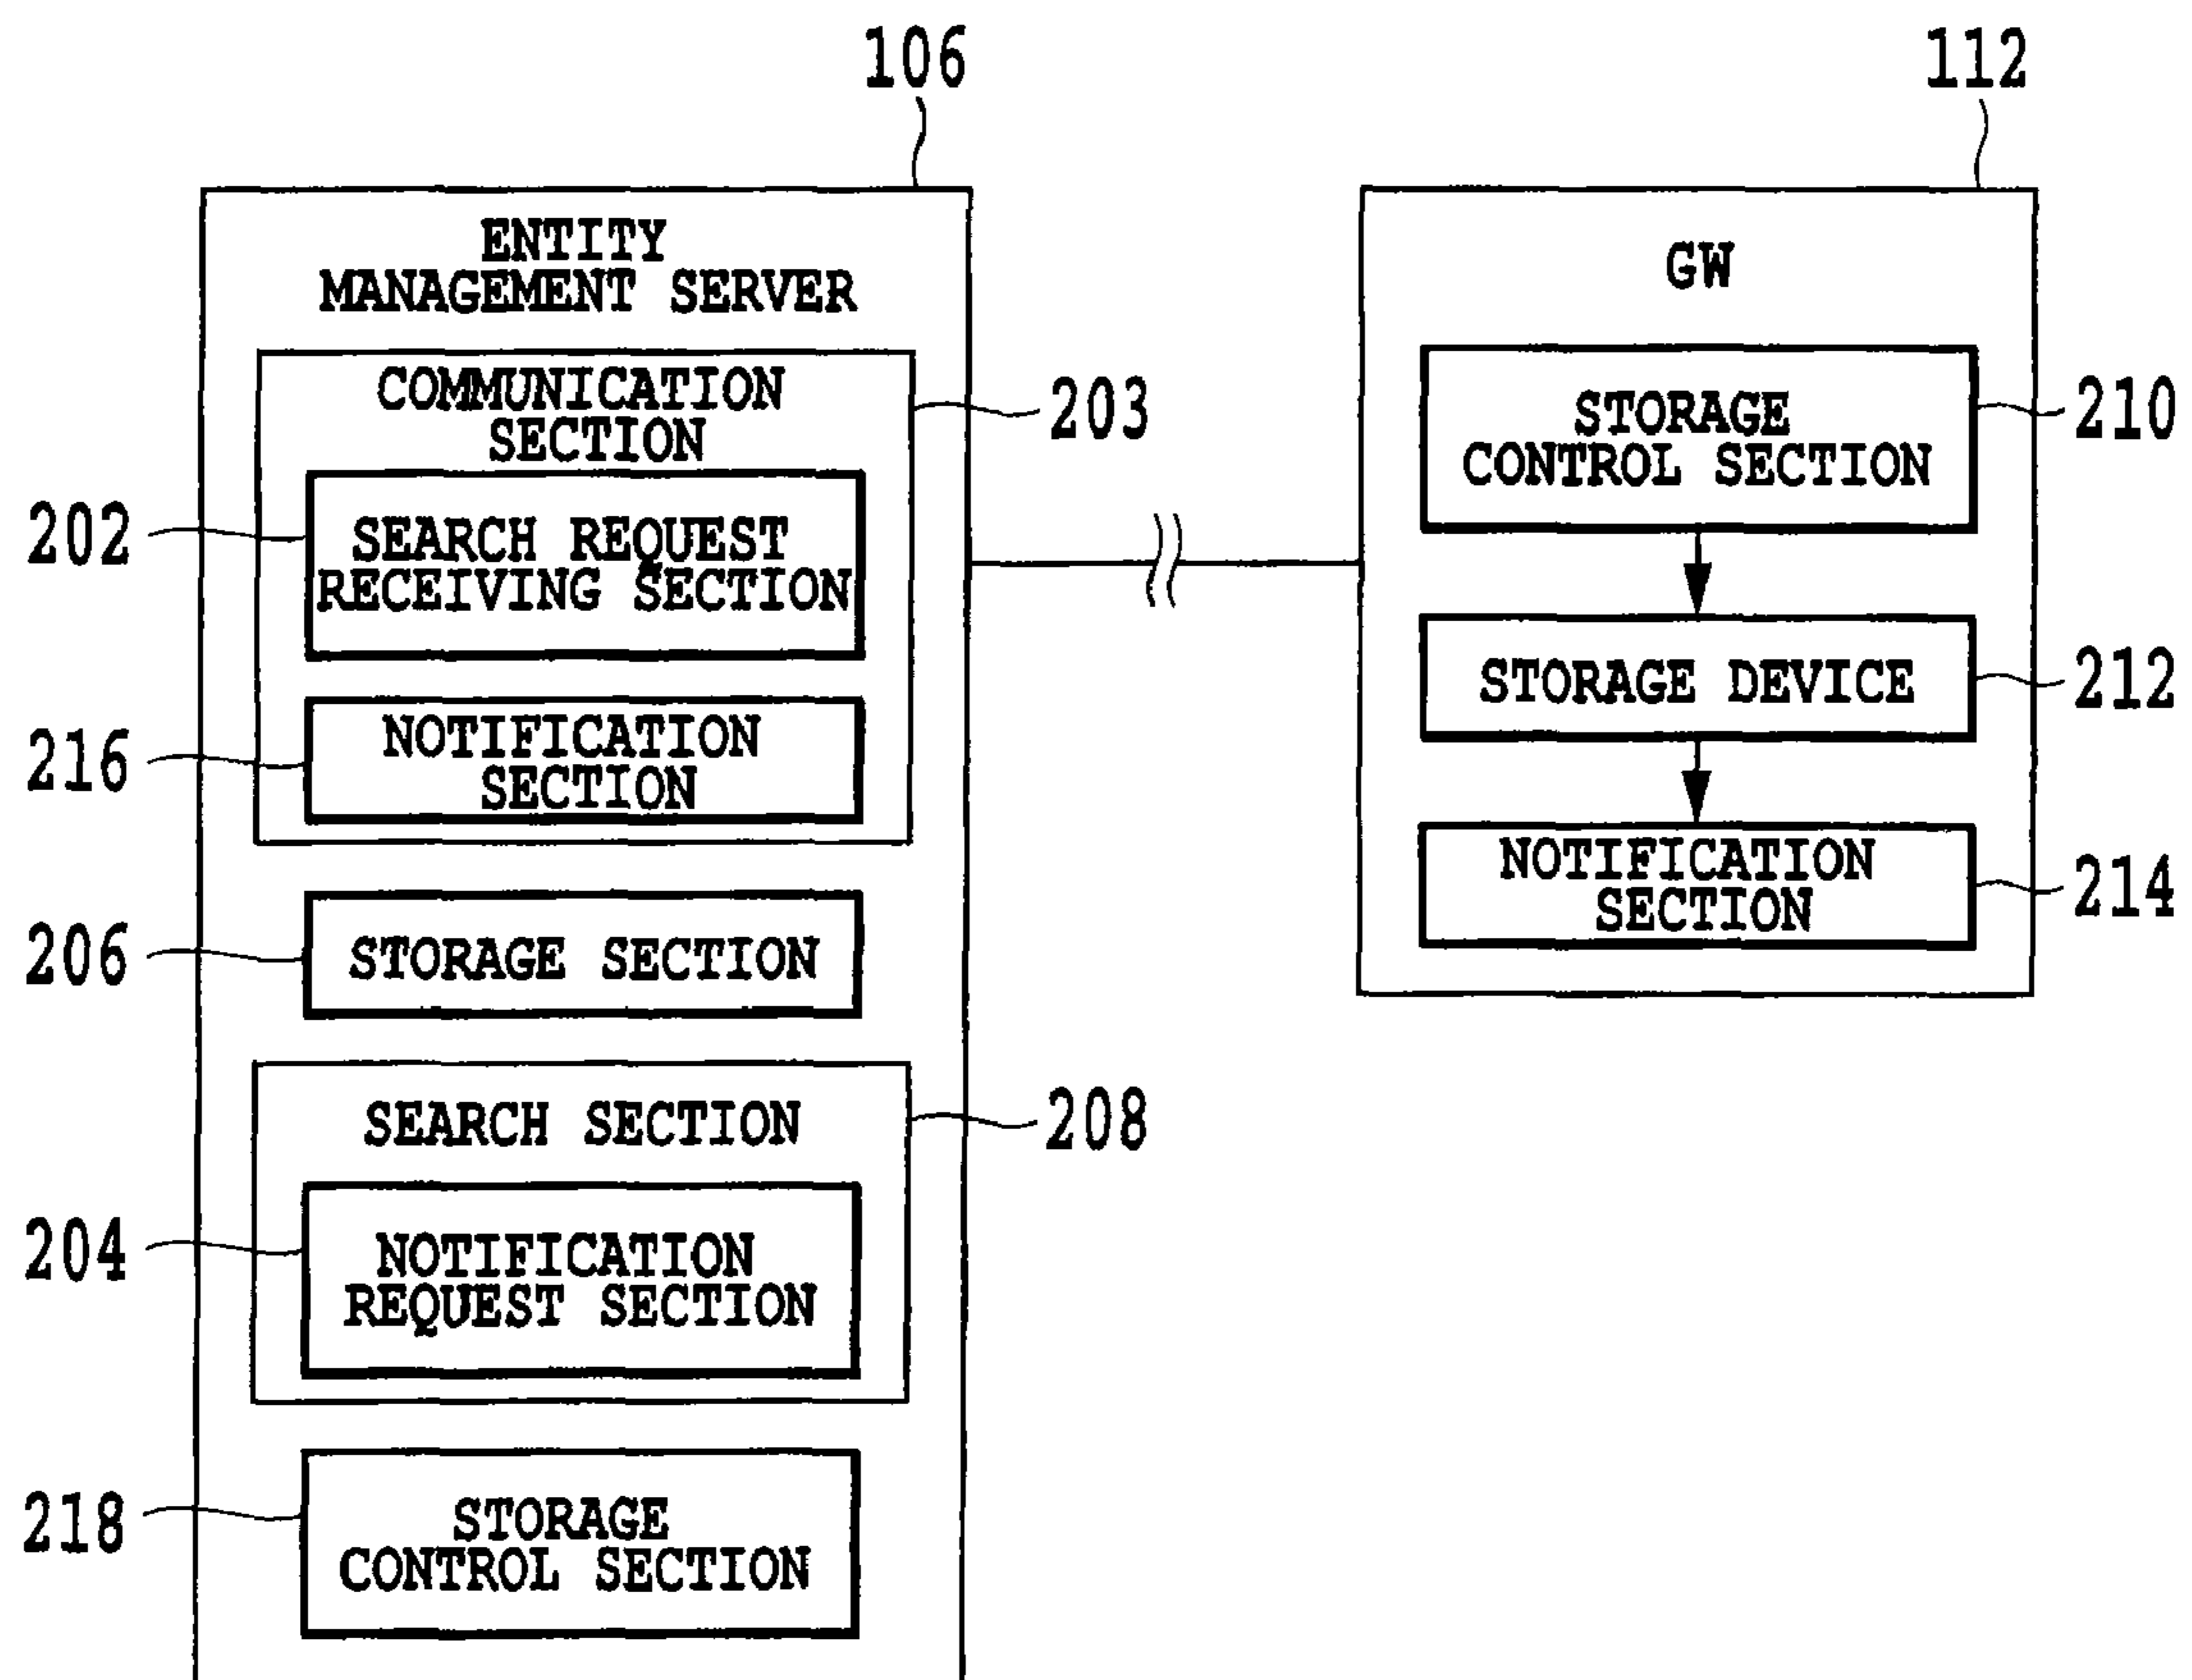 106
112
ENTITY
MANAGEMENT SERVER
COMMUNICATION
SECTION
203
202
SEARCH REQUEST
RECEIVING SECTION
216
NOTIFICATION
SECTION
206
STORAGE SECTION
SEARCH SECTION
208
204
NOTIFICATION
REQUEST SECTION
218
STORAGE
CONTROL SECTION
GW
STORAGE
CONTROL SECTION
210
STORAGE DEVICE
212
NOTIFICATION
SECTION
214